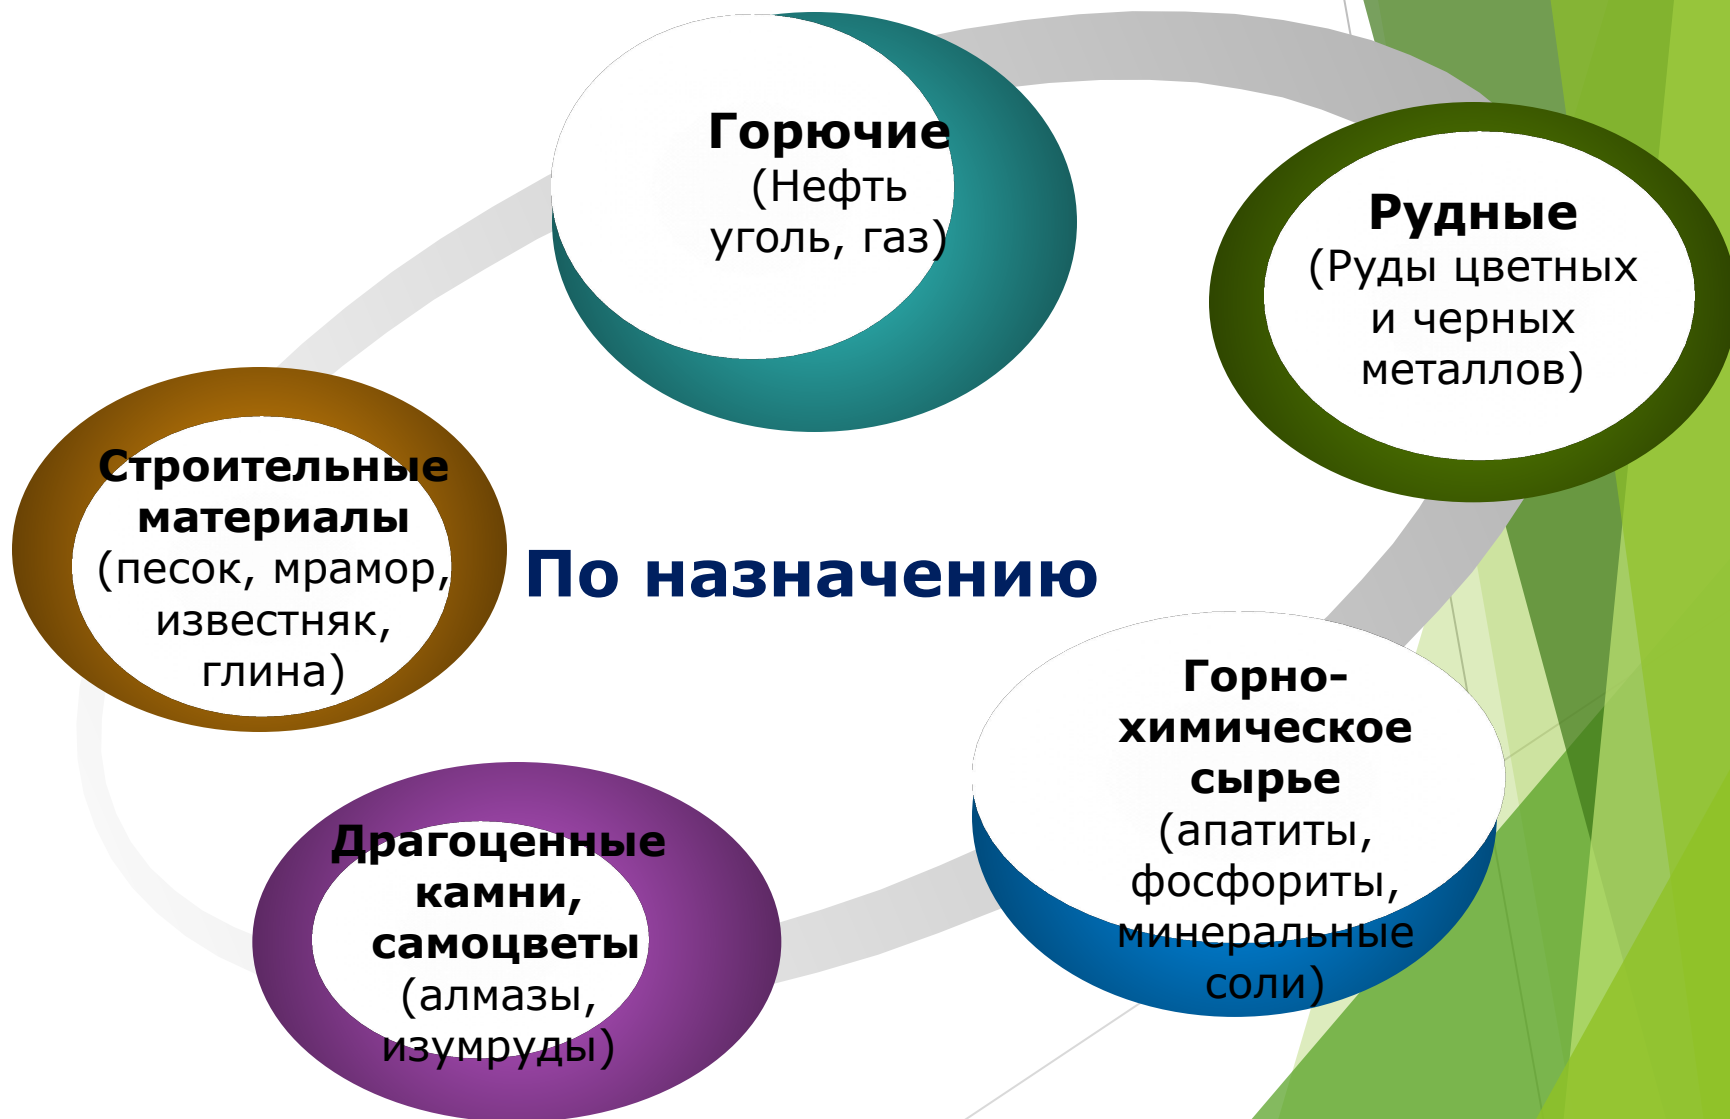 Горючие
(Нефть
уголь, газ)
Рудные
(Руды цветных
и черных
металлов)
Строительные
материалы
(песок, мрамор,
известняк,
глина)
По назначению
Горно-
химическое
сырье
(апатиты,
фосфориты,
минеральные
соли)
Драгоценные
камни,
самоцветы
(алмазы,
изумруды)